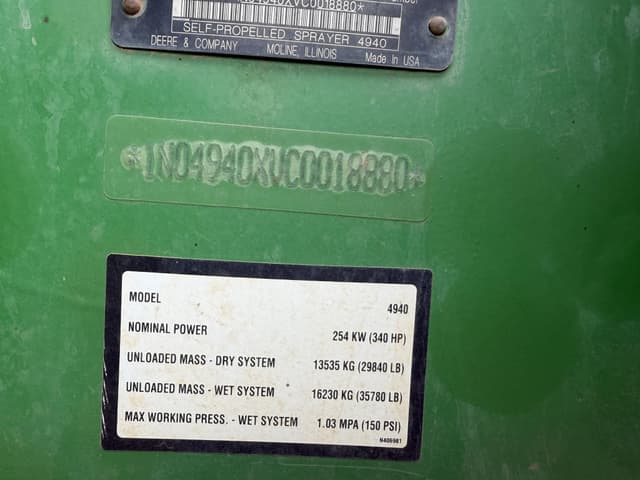 N04940XVC0018880*
SELF-PROPELLED SPRAYER 4940
DEERE & COMPANY MOLINE, ILLINOIS Made In USA
*1N04940XVC0018880*
MODEL 4940
NOMINAL POWER 254 KW (340 HP)
UNLOADED MASS - DRY SYSTEM 13535 KG (29840 LB)
UNLOADED MASS - WET SYSTEM 16230 KG (35780 LB)
MAX WORKING PRESS. - WET SYSTEM 1.03 MPA (150 PSI)
N406981